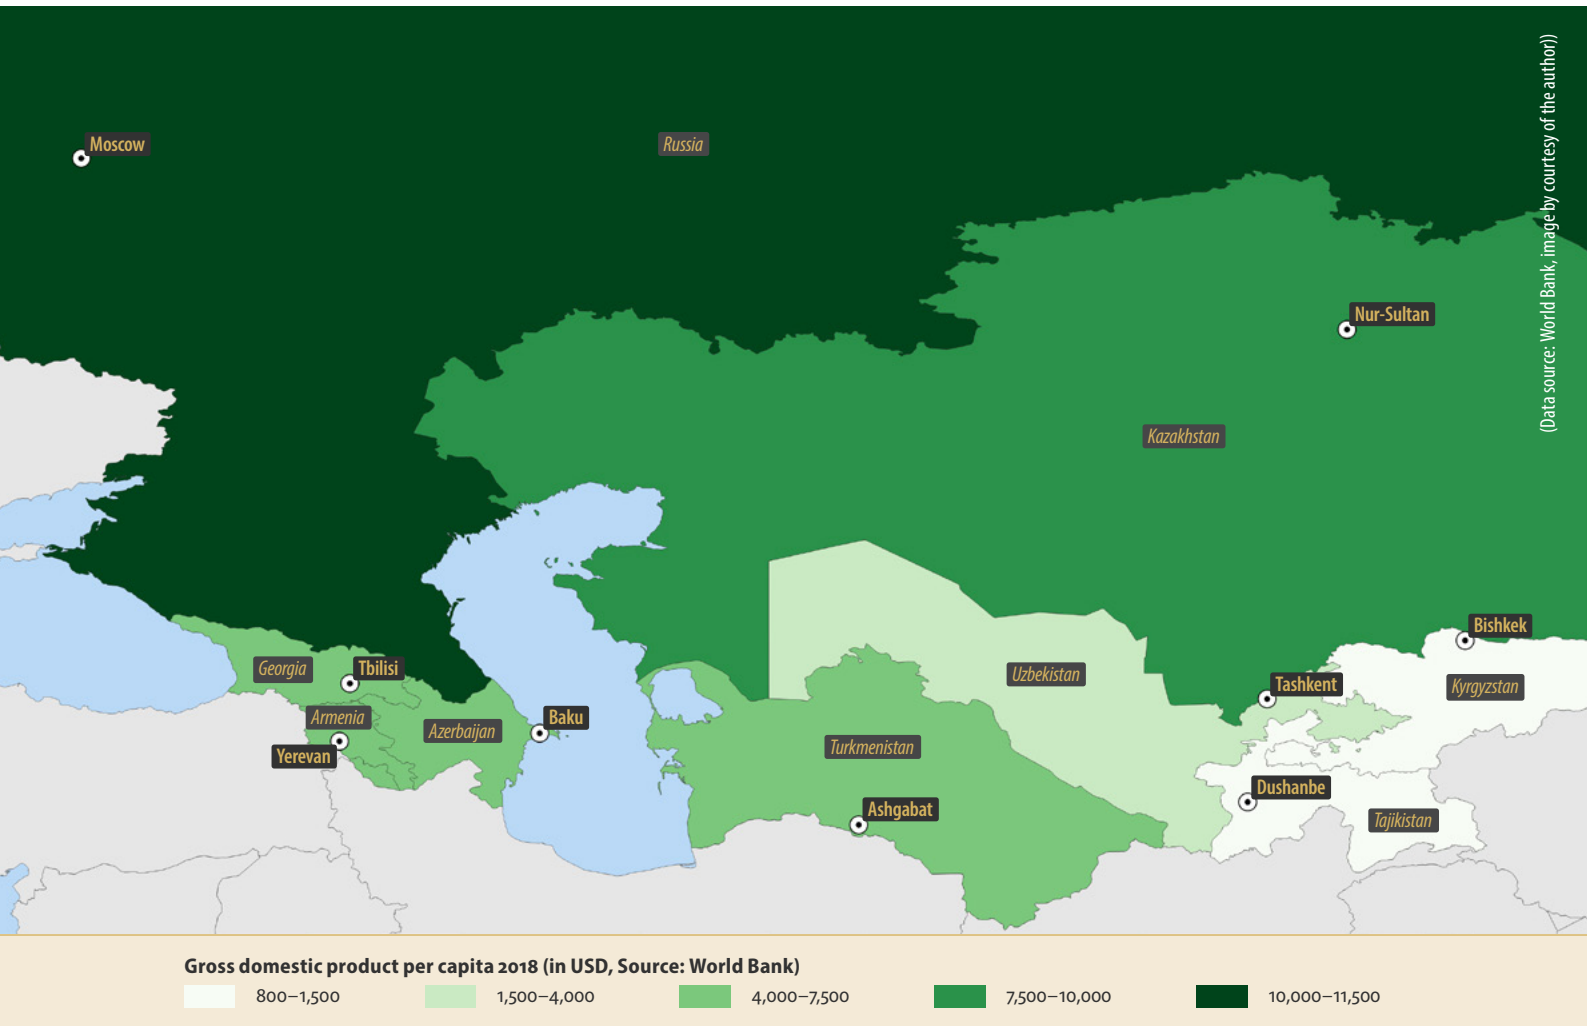 (Data source: World Bank, image by courtesy of the author))
Moscow
Russia
Nur-Sultan
Kazakhstan
Bishkek
Georgia
Tbilisi
Uzbekistan
Tashkent
Kyrgyzstan
Armenia
Azerbaijan
Baku
Turkmenistan
Yerevan
Dushanbe
Ashgabat
Tajikistan
Gross domestic product per capita 2018 (in USD, Source: World Bank)
800–1,500
1,500–4,000
4,000–7,500
7,500–10,000
10,000–11,500